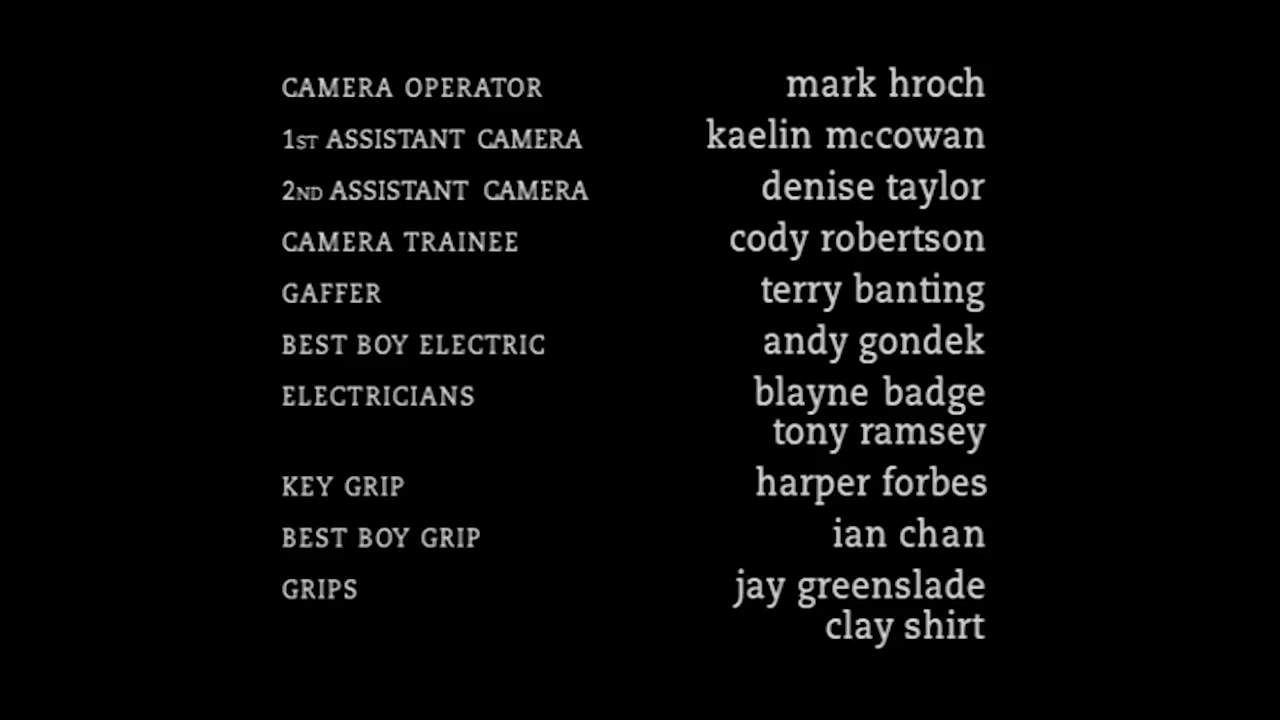 CAMERA OPERATOR mark hroch
1ST ASSISTANT CAMERA kaelin mccowan
2ND ASSISTANT CAMERA denise taylor
CAMERA TRAINEE cody robertson
GAFFER terry banting
BEST BOY ELECTRIC andy gondek
ELECTRICIANS blayne badge
tony ramsey
KEY GRIP harper forbes
BEST BOY GRIP ian chan
GRIPS jay greenslade
clay shirt